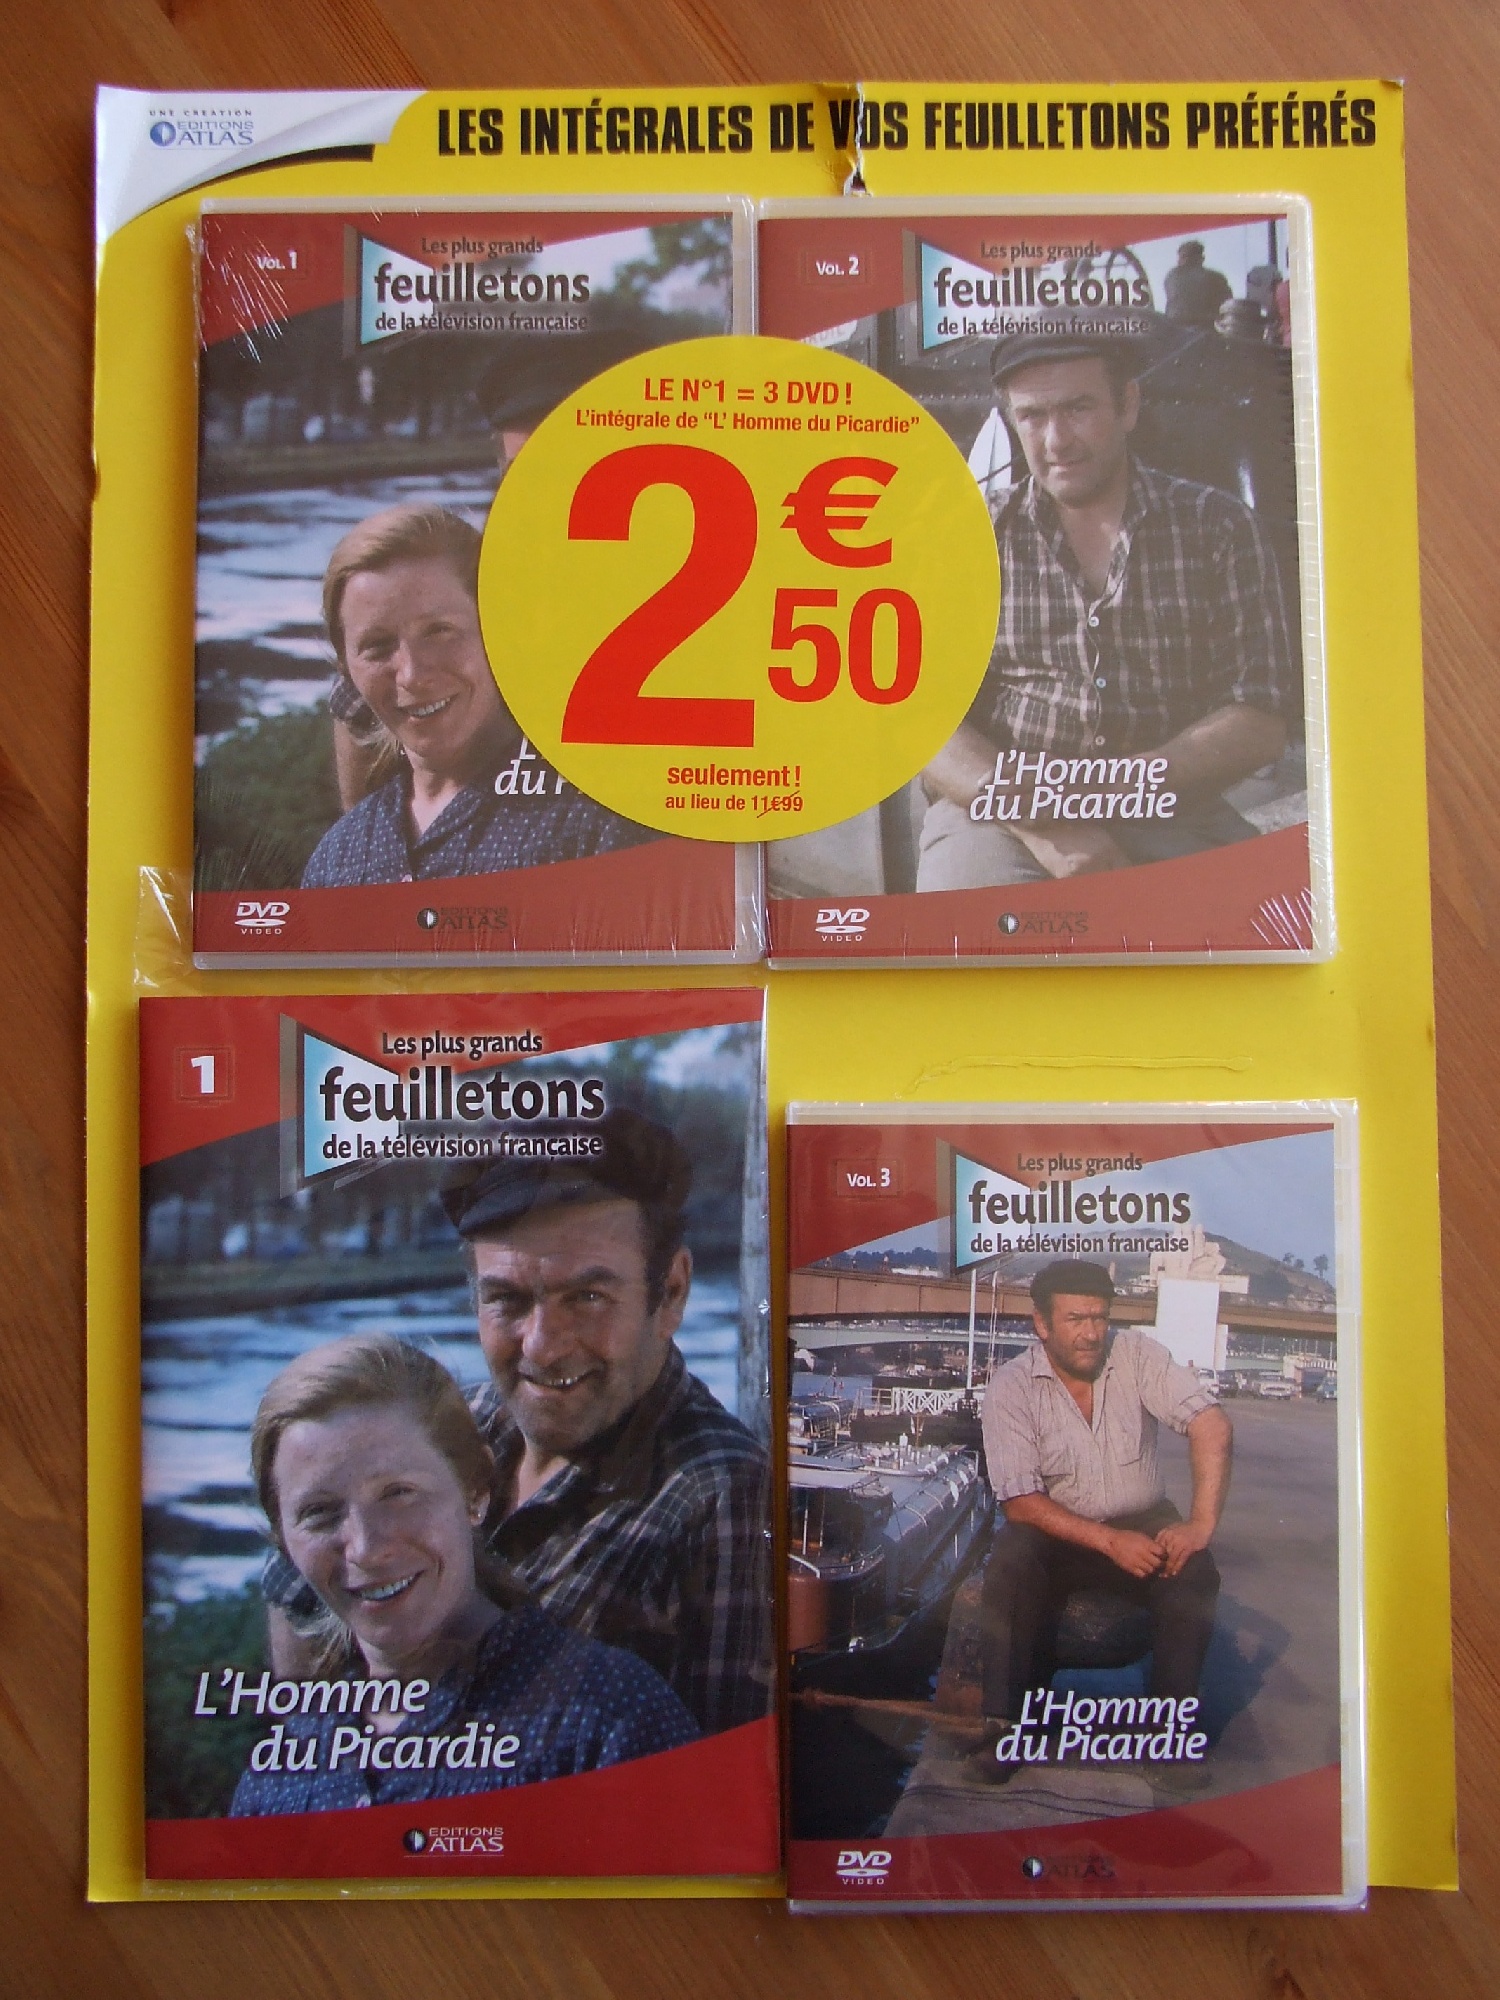 UNE CRÉATION
EDITIONS
ATLAS
LES INTÉGRALES DE VOS FEUILLETONS PRÉFÉRÉS
VOL. 1
Les plus grands
feuilletons
de la télévision française
L'
du P
DVD
VIDEO
EDITIONS
ATLAS
VOL. 2
Les plus grands
feuilletons
de la télévision française
L'Homme
du Picardie
DVD
VIDEO
EDITIONS
ATLAS
LE N°1 = 3 DVD !
L'intégrale de "L' Homme du Picardie"
2€50
seulement !
au lieu de 11€99
1
Les plus grands
feuilletons
de la télévision française
L'Homme
du Picardie
EDITIONS
ATLAS
VOL. 3
Les plus grands
feuilletons
de la télévision française
L'Homme
du Picardie
DVD
VIDEO
EDITIONS
ATLAS